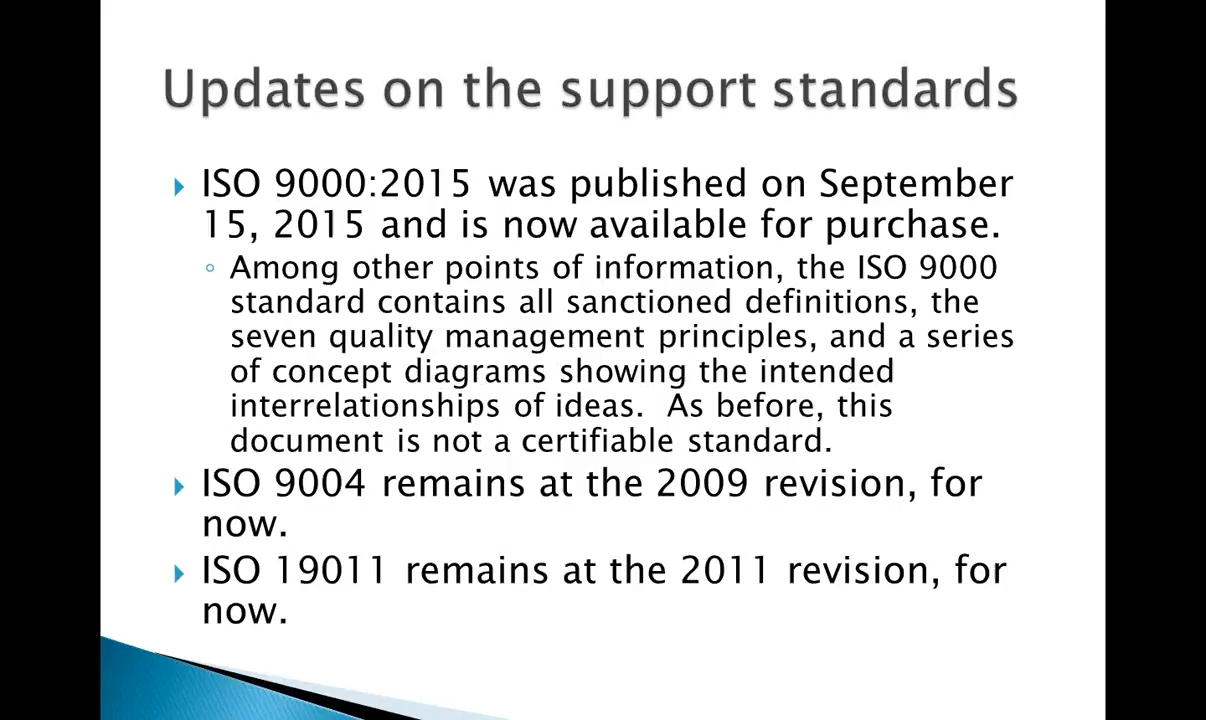 Updates on the support standards
ISO 9000:2015 was published on September
15, 2015 and is now available for purchase.
Among other points of information, the ISO 9000
standard contains all sanctioned definitions, the
seven quality management principles, and a series
of concept diagrams showing the intended
interrelationships of ideas.  As before, this
document is not a certifiable standard.
ISO 9004 remains at the 2009 revision, for
now.
ISO 19011 remains at the 2011 revision, for
now.